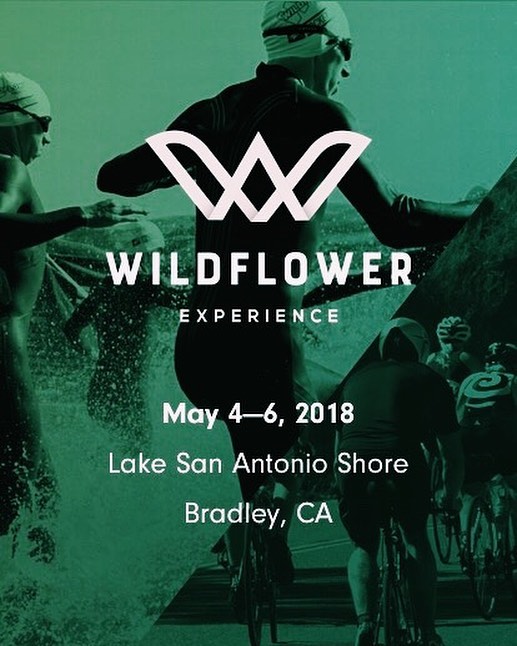 WILDFLOWER
EXPERIENCE
May 4–6, 2018
Lake San Antonio Shore
Bradley, CA